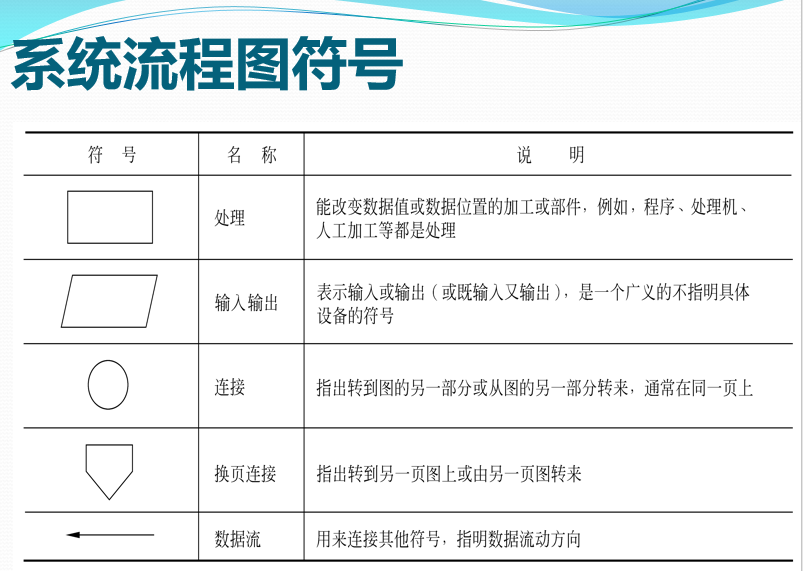 系统流程图符号
符 号
名 称
说 明
处理
能改变数据值或数据位置的加工或部件，例如，程序、处理机、
人工加工等都是处理
输入输出
表示输入或输出（或既输入又输出），是一个广义的不指明具体
设备的符号
连接
指出转到图的另一部分或从图的另一部分转来，通常在同一页上
换页连接
指出转到另一页图上或由另一页图转来
数据流
用来连接其他符号，指明数据流动方向